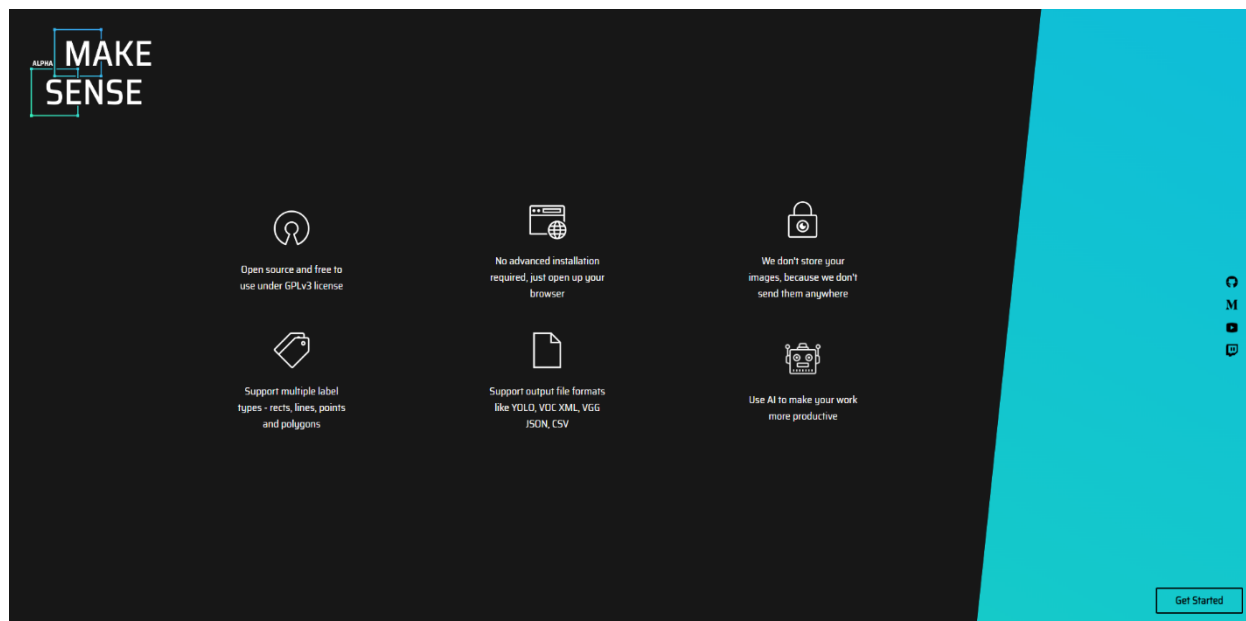 ALPHA
MAKE
SENSE
Open source and free to
use under GPLv3 license
No advanced installation
required, just open up your
browser
We don't store your
images, because we don't
send them anywhere
Support multiple label
types - rects, lines, points
and polygons
Support output file formats
like YOLO, VOC XML, VGG
JSON, CSV
Use AI to make your work
more productive
Get Started